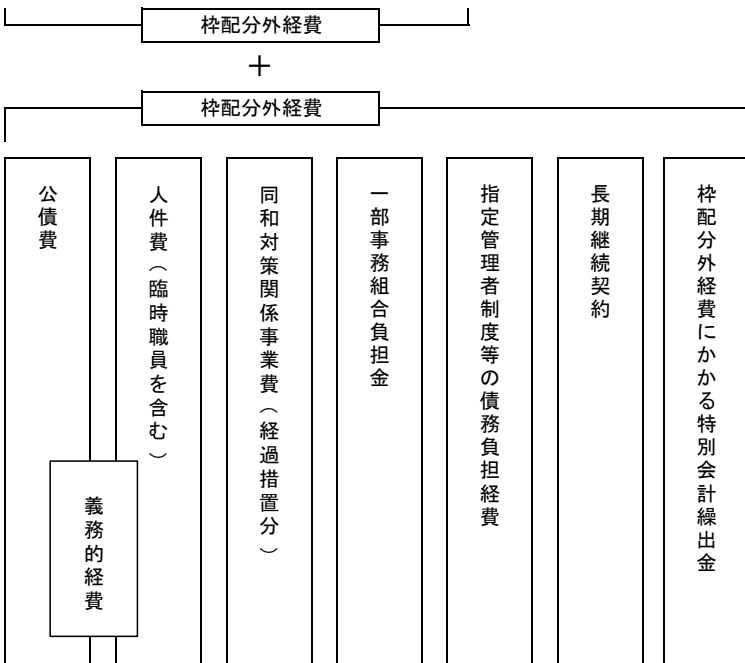 枠配分外経費
＋
枠配分外経費
公債費
人件費（臨時職員を含む）
同和対策関係事業費（経過措置分）
一部事務組合負担金
指定管理者制度等の債務負担経費
長期継続契約
枠配分外経費にかかる特別会計繰出金
義務的経費